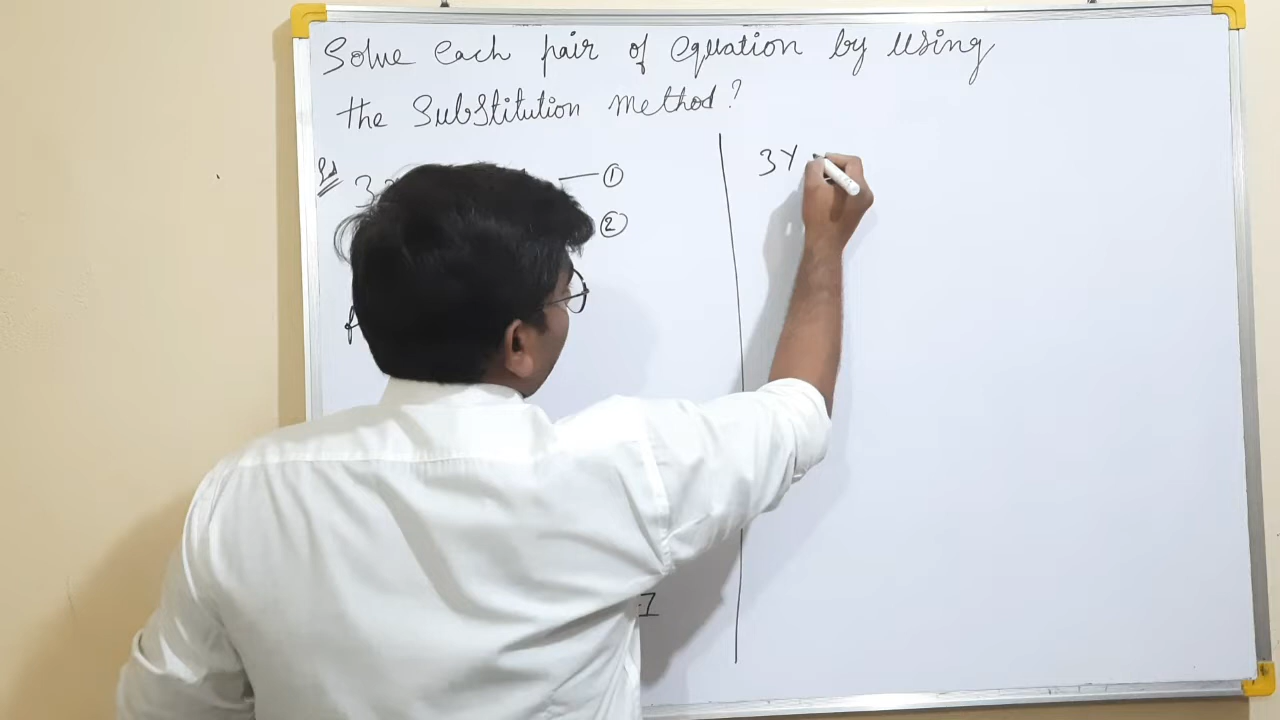 Solve each pair of equation by using
the Substitution method?
3 — ①
②
I
3Y